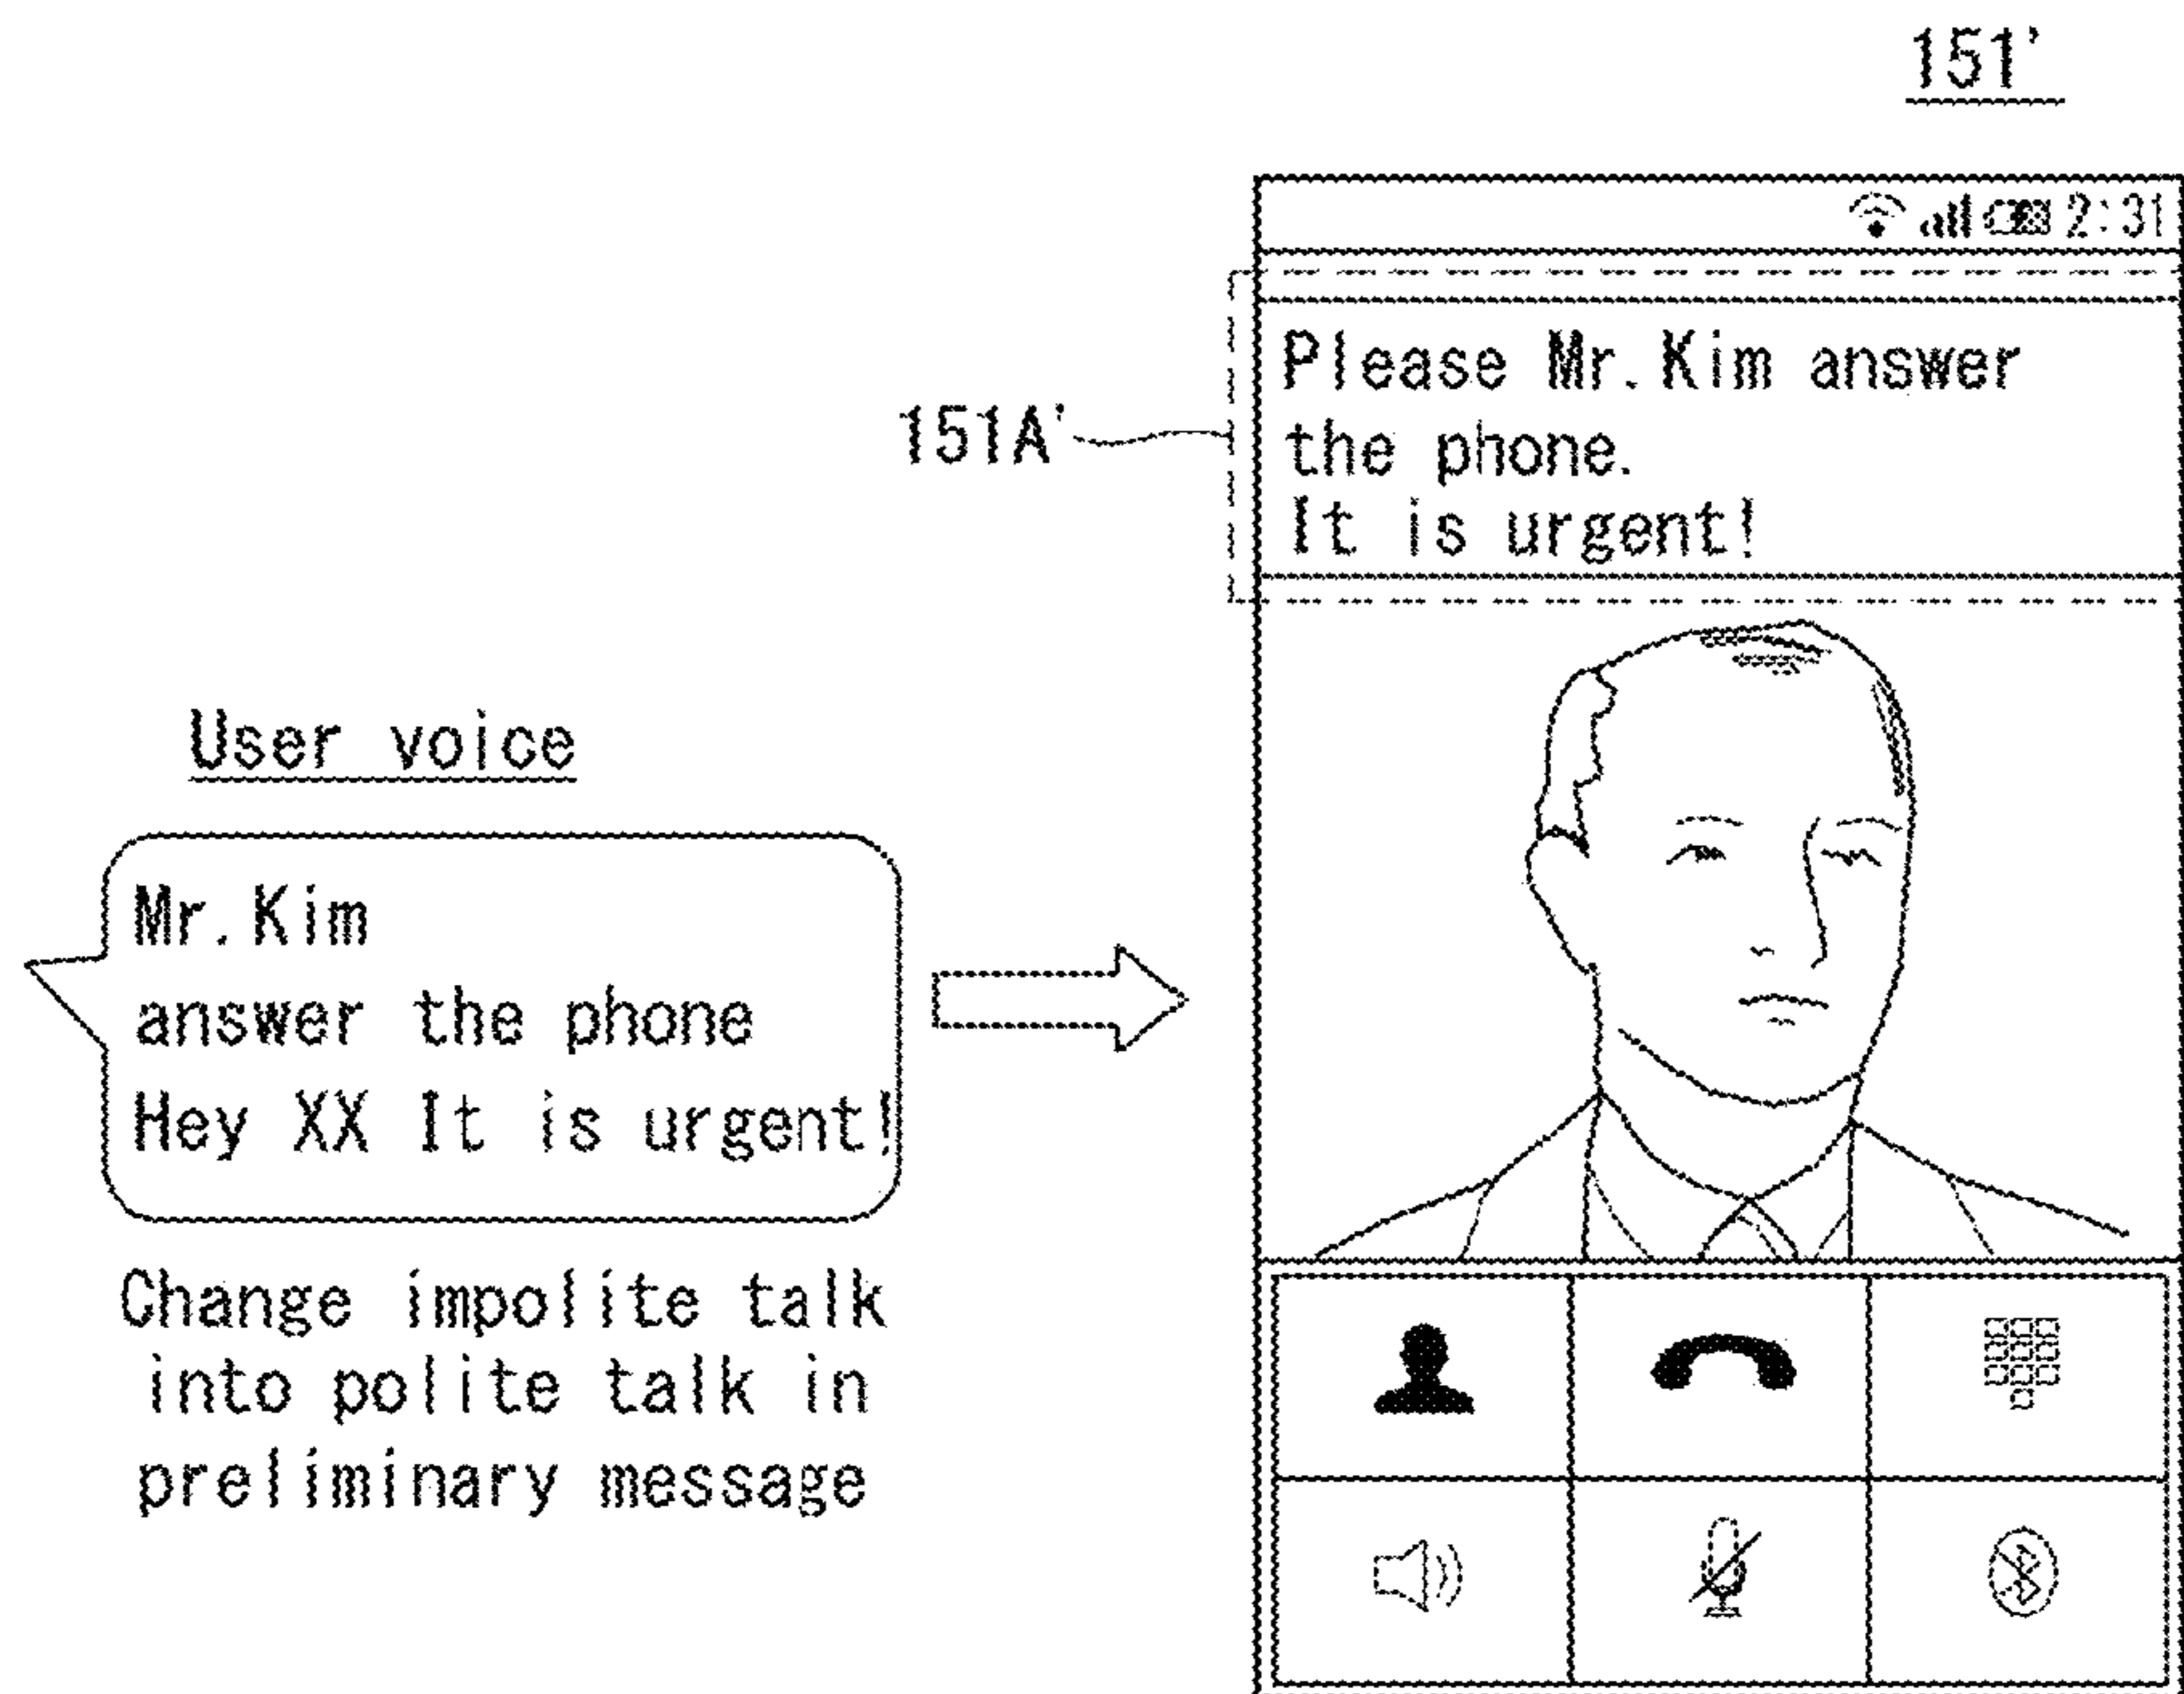 151'
2:31
Please Mr.Kim answer
the phone.
It is urgent!
151A'
User voice
Mr.Kim
answer the phone
Hey XX It is urgent!
Change impolite talk
into polite talk in
preliminary message